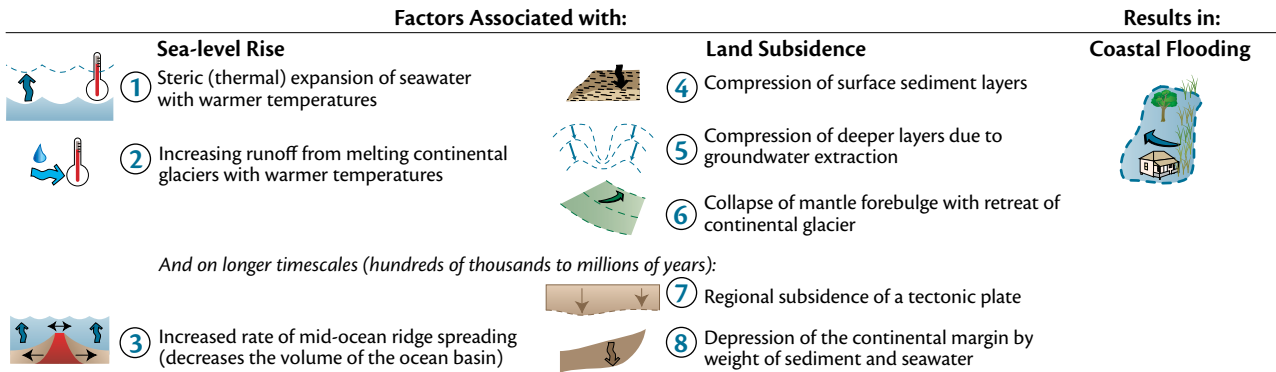 Factors Associated with:
Results in:
Sea-level Rise
Land Subsidence
Coastal Flooding
1 Steric (thermal) expansion of seawater
with warmer temperatures
4 Compression of surface sediment layers
2 Increasing runoff from melting continental
glaciers with warmer temperatures
5 Compression of deeper layers due to
groundwater extraction
6 Collapse of mantle forebulge with retreat of
continental glacier
And on longer timescales (hundreds of thousands to millions of years):
7 Regional subsidence of a tectonic plate
3 Increased rate of mid-ocean ridge spreading
(decreases the volume of the ocean basin)
8 Depression of the continental margin by
weight of sediment and seawater